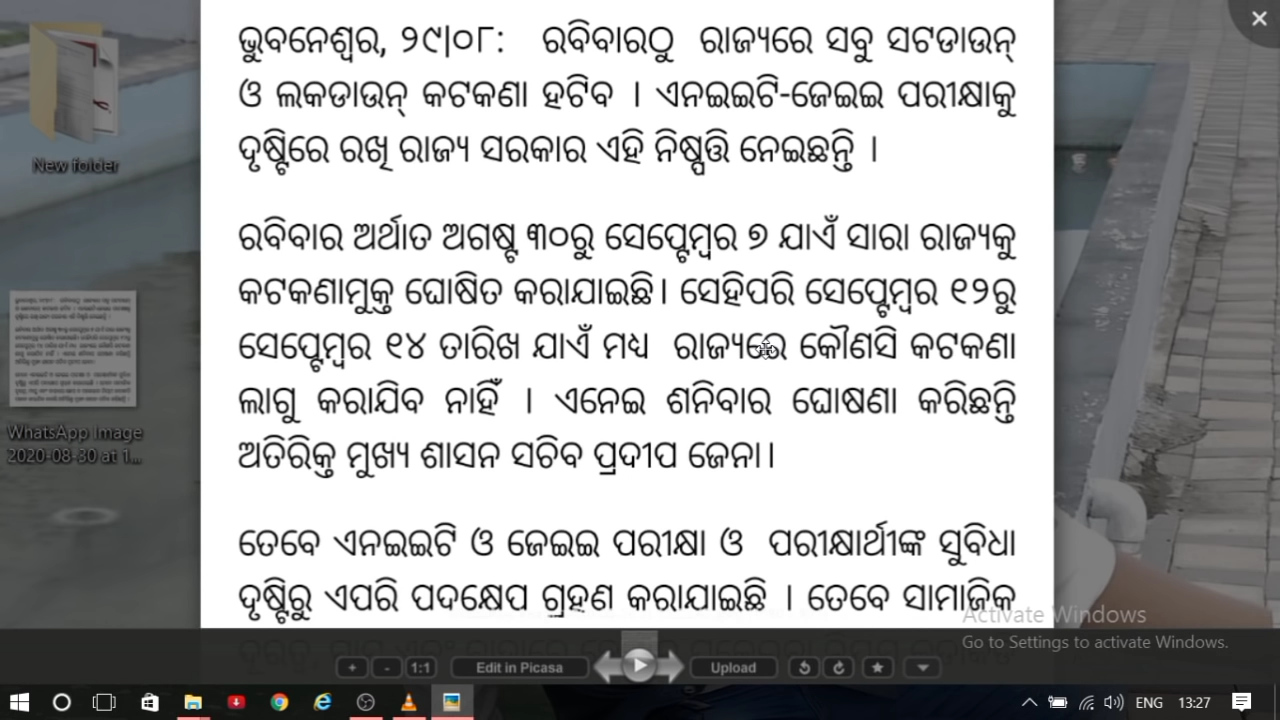 ଭୁବନେଶ୍ୱର, ୨୯|୦୮: ରବିବାରଠୁ ରାଜ୍ୟରେ ସବୁ ସଟଡାଉନ୍
ଓ ଲକଡାଉନ୍ କଟକଣା ହଟିବ । ଏନଇଇଟି-ଜେଇଇ ପରୀକ୍ଷାକୁ
ଦୃଷ୍ଟିରେ ରଖି ରାଜ୍ୟ ସରକାର ଏହି ନିଷ୍ପତ୍ତି ନେଇଛନ୍ତି ।
ରବିବାର ଅର୍ଥାତ ଅଗଷ୍ଟ ୩୦ରୁ ସେପ୍ଟେମ୍ବର ୭ ଯାଏଁ ସାରା ରାଜ୍ୟକୁ
କଟକଣାମୁକ୍ତ ଘୋଷିତ କରାଯାଇଛି। ସେହିପରି ସେପ୍ଟେମ୍ବର ୧୨ରୁ
ସେପ୍ଟେମ୍ବର ୧୪ ତାରିଖ ଯାଏଁ ମଧ୍ୟ ରାଜ୍ୟରେ କୌଣସି କଟକଣା
ଲାଗୁ କରାଯିବ ନାହିଁ । ଏନେଇ ଶନିବାର ଘୋଷଣା କରିଛନ୍ତି
ଅତିରିକ୍ତ ମୁଖ୍ୟ ଶାସନ ସଚିବ ପ୍ରଦୀପ ଜେନା।
ତେବେ ଏନଇଇଟି ଓ ଜେଇଇ ପରୀକ୍ଷା ଓ ପରୀକ୍ଷାର୍ଥୀଙ୍କ ସୁବିଧା
ଦୃଷ୍ଟିରୁ ଏପରି ପଦକ୍ଷେପ ଗ୍ରହଣ କରାଯାଇଛି । ତେବେ ସାମାଜିକ
New folder
WhatsApp Image
2020-08-30 at 1...
Activate Windows
Go to Settings to activate Windows.
+ - 1:1 Edit in Picasa Upload
ENG 13:27